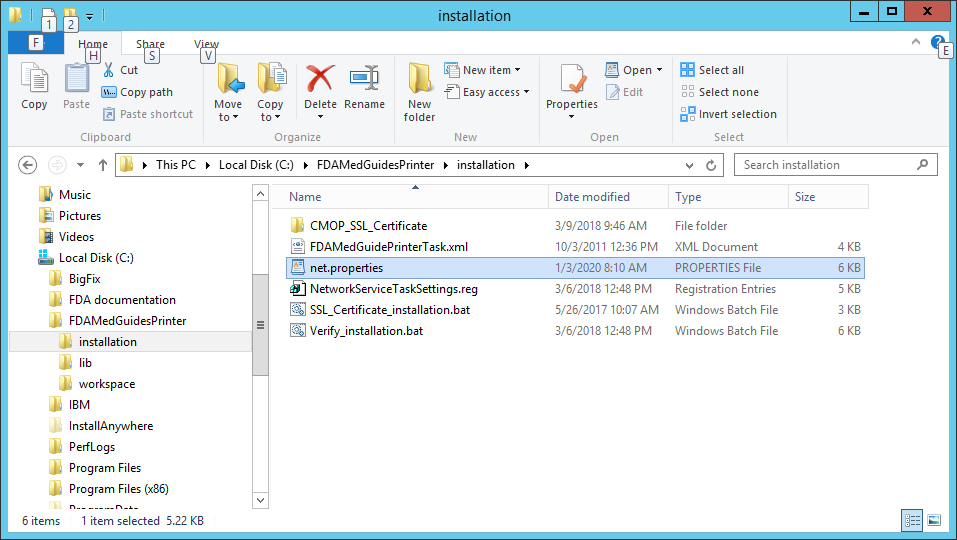 installation
1 2
F Home Share View
H S V E
Copy Paste Cut Copy path Paste shortcut Move to Copy to Delete Rename New folder New item Easy access Properties Open Edit Select all Select none Invert selection
Clipboard Organize New Open Select
This PC Local Disk (C:) FDAMedGuidesPrinter installation Search installation
Music
Pictures
Videos
Local Disk (C:)
BigFix
FDA documentation
FDAMedGuidesPrinter
installation
lib
workspace
IBM
InstallAnywhere
PerfLogs
Program Files
Program Files (x86)
ProgramData
Name Date modified Type Size
CMOP_SSL_Certificate 3/9/2018 9:46 AM File folder
FDAMedGuidePrinterTask.xml 10/3/2011 12:36 PM XML Document 4 KB
net.properties 1/3/2020 8:10 AM PROPERTIES File 6 KB
NetworkServiceTaskSettings.reg 3/6/2018 12:48 PM Registration Entries 5 KB
SSL_Certificate_installation.bat 5/26/2017 10:07 AM Windows Batch File 3 KB
Verify_installation.bat 3/6/2018 12:48 PM Windows Batch File 6 KB
6 items 1 item selected 5.22 KB